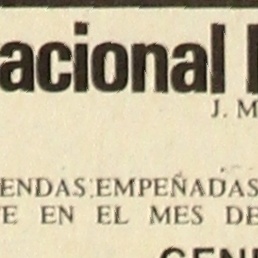 acional
J. M
ENDAS EMPEÑADAS
E EN EL MES DE
GEN